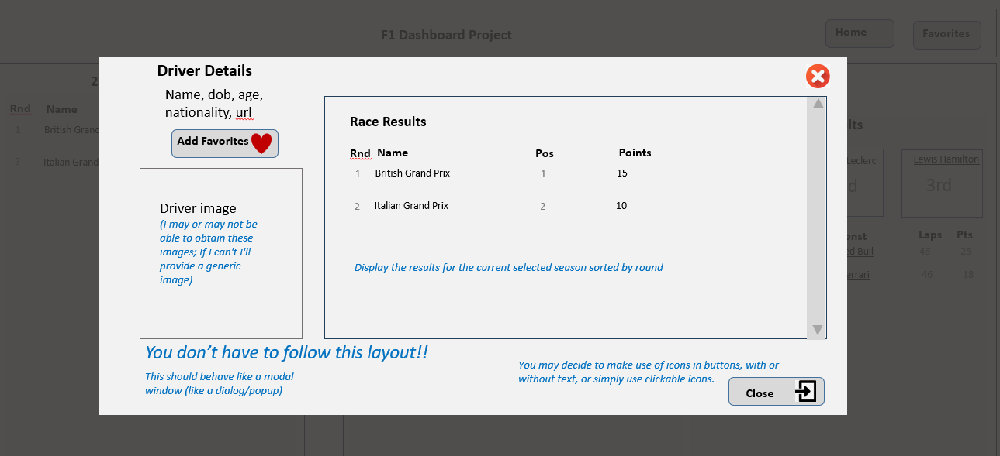 F1 Dashboard Project
Home
Favorites
2
Rnd Name
1 British Grand
2 Italian Grand
Driver Details
Name, dob, age,
nationality, url
Add Favorites
Driver image
(I may or may not be
able to obtain these
images; If I can't I'll
provide a generic
image)
Race Results
Rnd Name Pos Points
1 British Grand Prix 1 15
2 Italian Grand Prix 2 10
Display the results for the current selected season sorted by round
You don't have to follow this layout!!
This should behave like a modal
window (like a dialog/popup)
You may decide to make use of icons in buttons, with or
without text, or simply use clickable icons.
Close
lts
Leclerc
d
Lewis Hamilton
3rd
onst Laps Pts
ed Bull 46 25
errari 46 18